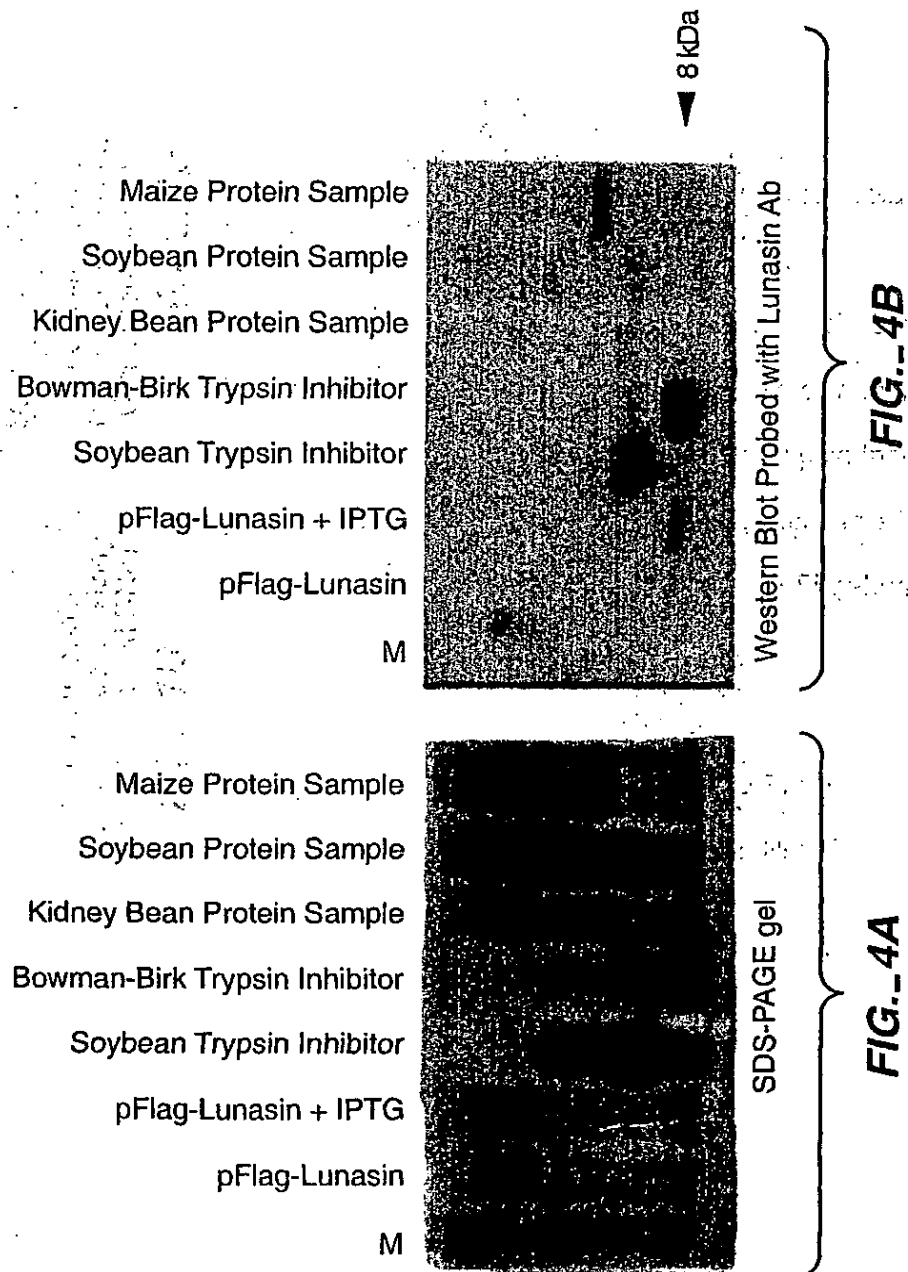 Maize Protein Sample
Soybean Protein Sample
Kidney Bean Protein Sample
Bowman-Birk Trypsin Inhibitor
Soybean Trypsin Inhibitor
pFlag-Lunasin + IPTG
pFlag-Lunasin
M
8 kDa
Western Blot Probed with Lunasin Ab
FIG._4B
Maize Protein Sample
Soybean Protein Sample
Kidney Bean Protein Sample
Bowman-Birk Trypsin Inhibitor
Soybean Trypsin Inhibitor
pFlag-Lunasin + IPTG
pFlag-Lunasin
M
SDS-PAGE gel
FIG._4A